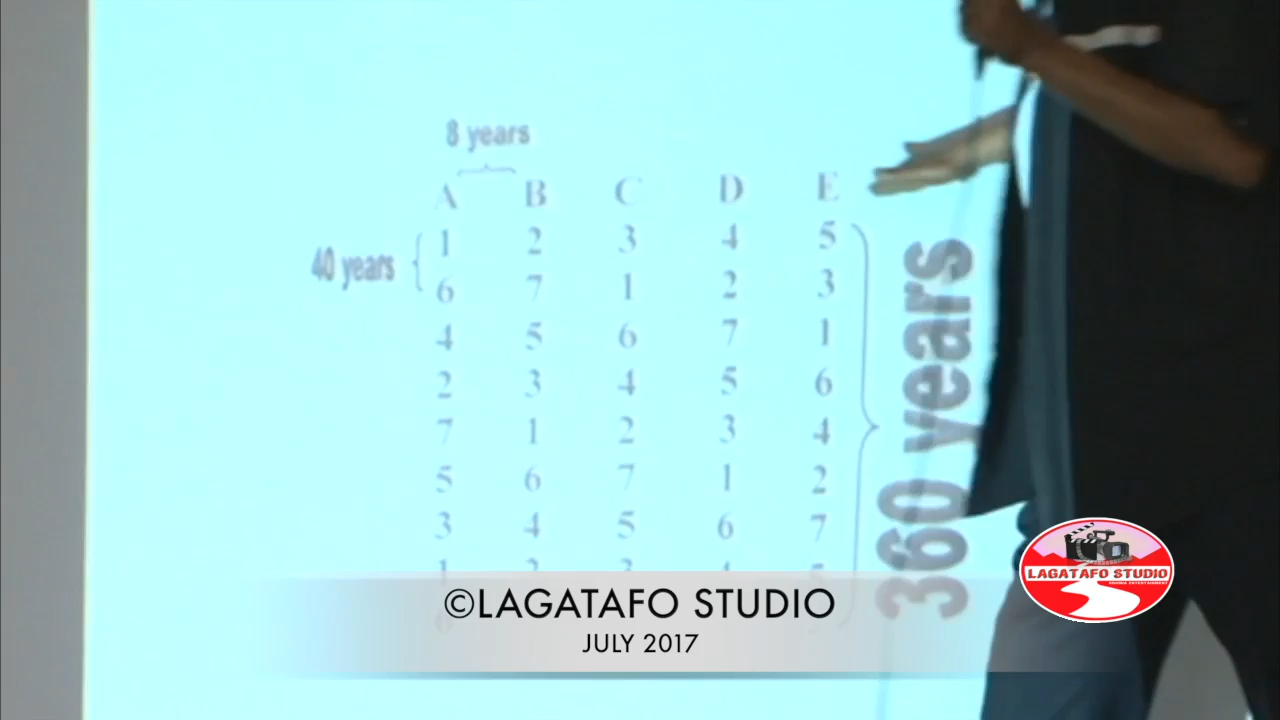 8 years
A B C D E
40 years
1 2 3 4 5
6 7 1 2 3
4 5 6 7 1
2 3 4 5 6
7 1 2 3 4
5 6 7 1 2
3 4 5 6 7
360 years
©LAGATAFO STUDIO
JULY 2017
LAGATAFO STUDIO